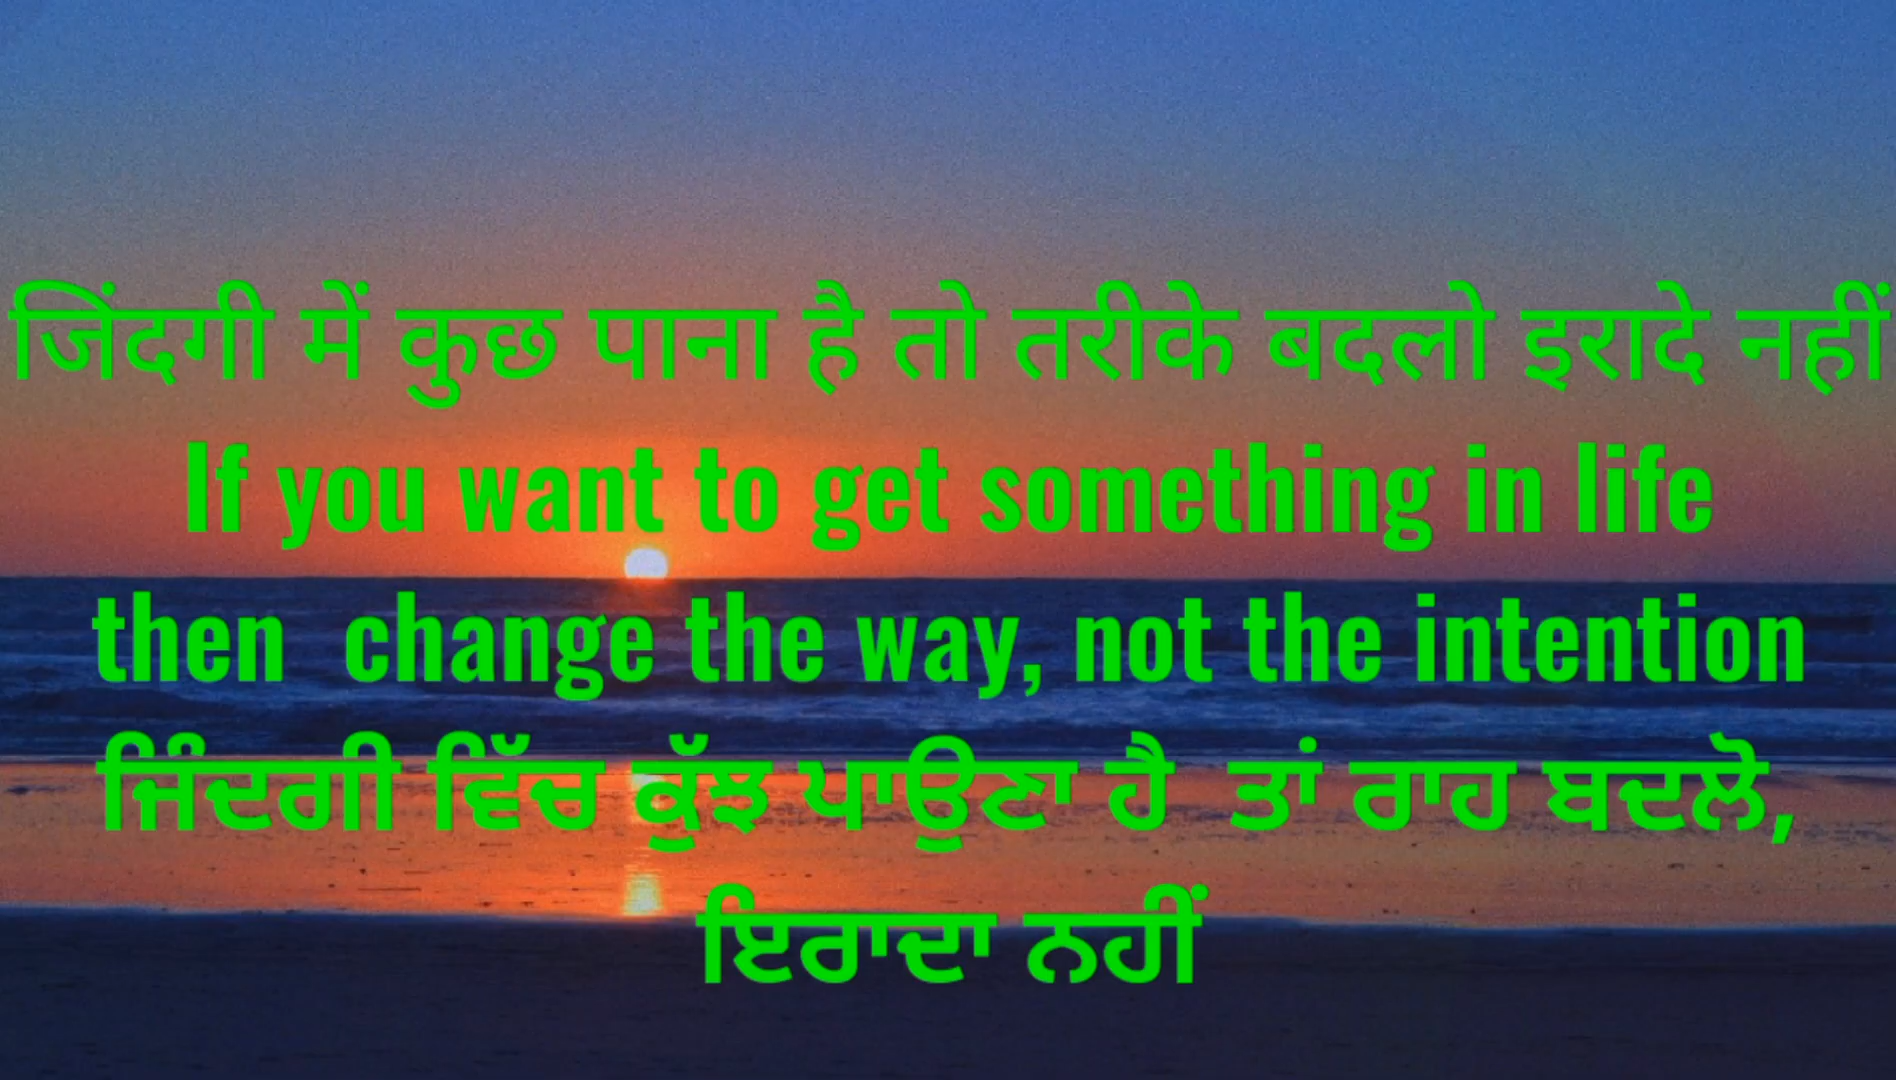 जिंदगी में कुछ पाना है तो तरीके बदलो इरादे नहीं
If you want to get something in life
then  change the way, not the intention
ਜਿੰਦਗੀ ਵਿੱਚ ਕੁੱਝ ਪਾਉਣਾ ਹੈ  ਤਾਂ ਰਾਹ ਬਦਲੋ,
ਇਰਾਦਾ ਨਹੀਂ